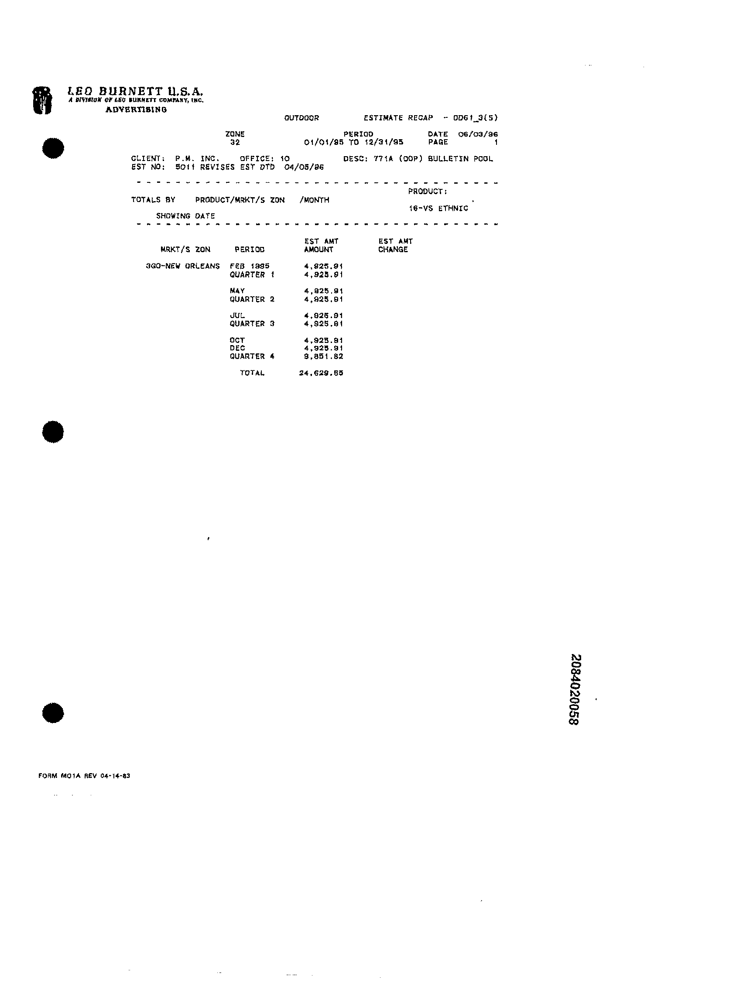 LEO BURNETT U.S.A.
A DIVISION OF LEO BURNETT COMPANY, INC.
ADVERTISING
OUTDOOR ESTIMATE RECAP - OD61_3(5)
ZONE PERIOD DATE 06/03/96
32 01/01/95 TO 12/31/95 PAGE 1
CLIENT: P.M. INC. OFFICE: 10 DESC: 771A (OOP) BULLETIN POOL
EST NO: 5011 REVISES EST DTD 04/05/96
PRODUCT:
TOTALS BY PRODUCT/MRKT/S ZON /MONTH
16-VS ETHNIC
SHOWING DATE
EST AMT EST AMT
MRKT/S ZON PERIOD AMOUNT CHANGE
3GO-NEW ORLEANS FEB 1995 4,925.91
QUARTER 1 4,925.91
MAY 4,925.91
QUARTER 2 4,925.91
JUL 4,925.91
QUARTER 3 4,925.91
OCT 4,925.91
DEC 4,925.91
QUARTER 4 9,851.82
TOTAL 24,629.55
2084020058
FORM MO1A REV 04-14-83